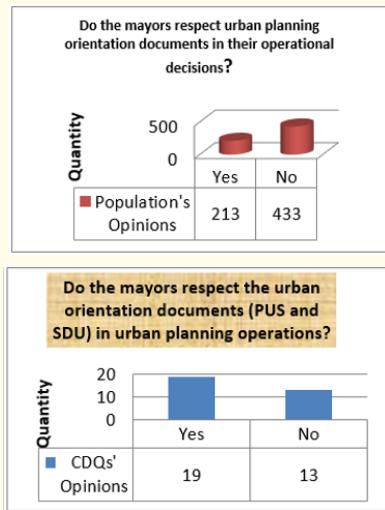 Do the mayors respect urban planning
orientation documents in their operational
decisions?
Quantity
500
0
Yes No
Population's
Opinions
213 433
Do the mayors respect the urban
orientation documents (PUS and
SDU) in urban planning operations?
Quantity
20
10
0
Yes No
CDQs'
Opinions
19 13